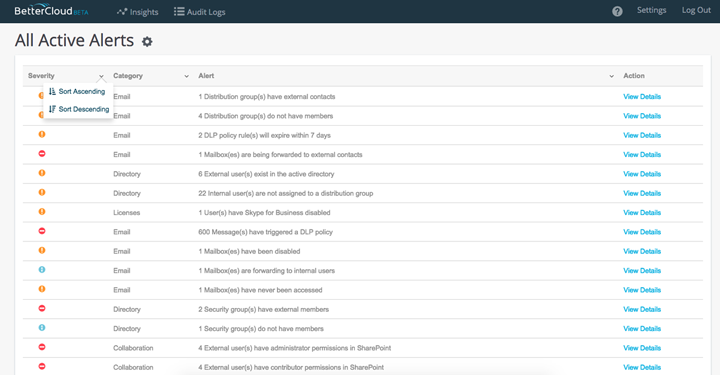 BetterCloud BETA Insights Audit Logs ? Settings Log Out
All Active Alerts
Severity Category Alert Action
Sort Ascending
Sort Descending
Email 1 Distribution group(s) have external contacts View Details
Email 4 Distribution group(s) do not have members View Details
Email 2 DLP policy rule(s) will expire within 7 days View Details
Email 1 Mailbox(es) are being forwarded to external contacts View Details
Directory 6 External user(s) exist in the active directory View Details
Directory 22 Internal user(s) are not assigned to a distribution group View Details
Licenses 1 User(s) have Skype for Business disabled View Details
Email 600 Message(s) have triggered a DLP policy View Details
Email 1 Mailbox(es) have been disabled View Details
Email 1 Mailbox(es) are forwarding to internal users View Details
Email 1 Mailbox(es) have never been accessed View Details
Directory 2 Security group(s) have external members View Details
Directory 1 Security group(s) do not have members View Details
Collaboration 4 External user(s) have administrator permissions in SharePoint View Details
Collaboration 4 External user(s) have contributor permissions in SharePoint View Details